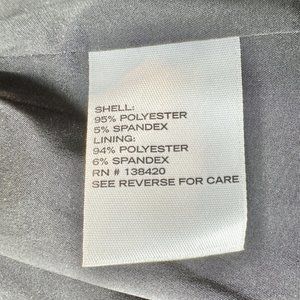 SHELL:
95% POLYESTER
5% SPANDEX
LINING:
94% POLYESTER
6% SPANDEX
RN # 138420
SEE REVERSE FOR CARE